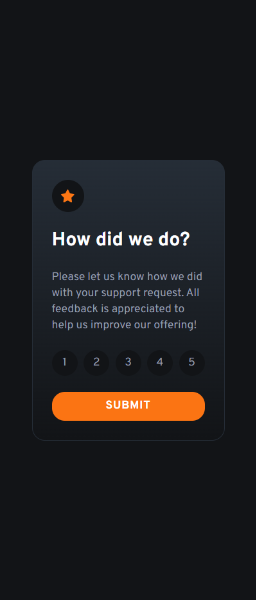 How did we do?
Please let us know how we did
with your support request. All
feedback is appreciated to
help us improve our offering!
1 2 3 4 5
SUBMIT